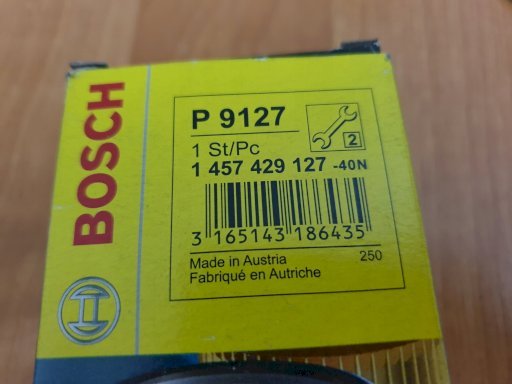 BOSCH
P 9127
2
1 St/Pc
1 457 429 127 -40N
3 165143 186435
Made in Austria 250
Fabriqué en Autriche